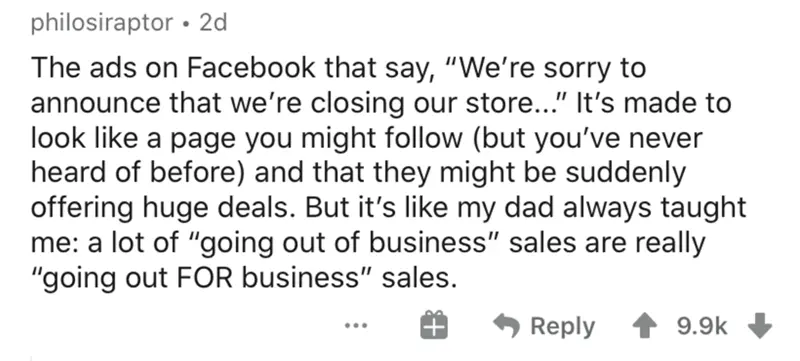 philosiraptor • 2d
The ads on Facebook that say, “We’re sorry to
announce that we’re closing our store...” It’s made to
look like a page you might follow (but you’ve never
heard of before) and that they might be suddenly
offering huge deals. But it’s like my dad always taught
me: a lot of “going out of business” sales are really
“going out FOR business” sales.
Reply 9.9k